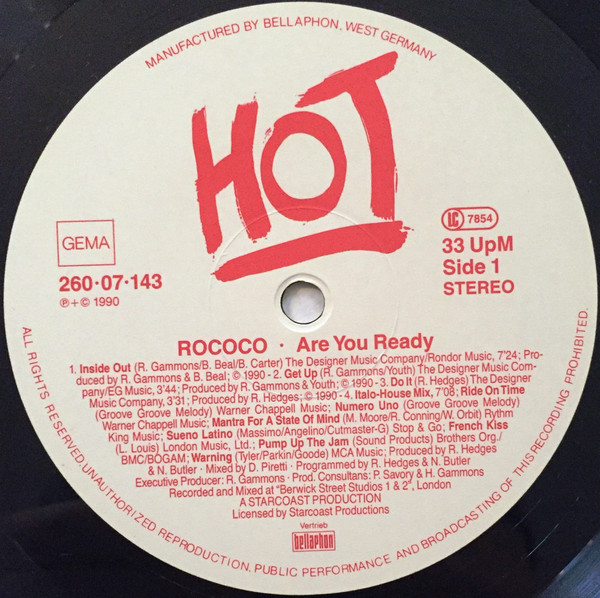 MANUFACTURED BY BELLAPHON, WEST GERMANY
HOT
GEMA
LC 7854
260·07·143
33 UpM
℗+© 1990
Side 1
STEREO
ROCOCO · Are You Ready
1. Inside Out (R. Gammons/B. Beal/B. Carter) The Designer Music Company/Rondor Music, 7'24; Pro-
duced by R. Gammons & B. Beal; © 1990 - 2. Get Up (R. Gammons/Youth) The Designer Music Com-
pany/EG Music, 3'44; Produced by R. Gammons & Youth; © 1990 - 3. Do It (R. Hedges) The Designer
Music Company, 3'31; Produced by R. Hedges; © 1990 - 4. Italo-House Mix, 7'08; Ride On Time
(Groove Groove Melody) Warner Chappell Music; Numero Uno (Groove Groove Melody)
Warner Chappell Music; Mantra For A State Of Mind (M. Moore/R. Conning/W. Orbit) Rythm
King Music; Sueno Latino (Massimo/Angelino/Cutmaster-G) Stop & Go; French Kiss
(L. Louis) London Music, Ltd.; Pump Up The Jam (Sound Products) Brothers Org./
BMC/BOGAM; Warning (Tyler/Parkin/Goode) MCA Music; Produced by R. Hedges
& N. Butler - Mixed by D. Piretti - Programmed by R. Hedges & N. Butler
Executive Producer: R. Gammons - Prod. Consultans: P. Savory & H. Gammons
Recorded and Mixed at "Berwick Street Studios 1 & 2", London
A STARCOAST PRODUCTION
Licensed by Starcoast Productions
Vertrieb
bellaphon
ALL RIGHTS RESERVED. UNAUTHORIZED REPRODUCTION, PUBLIC PERFORMANCE AND BROADCASTING OF THIS RECORDING PROHIBITED.